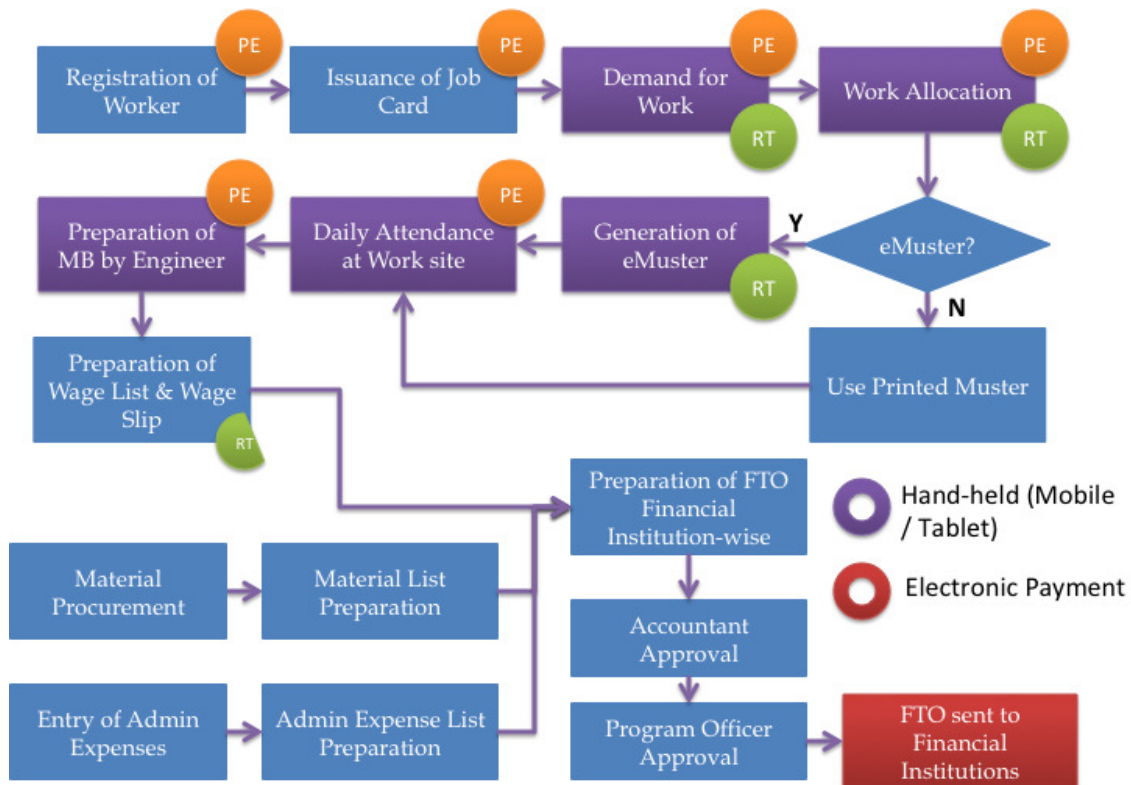 PE
Registration of
Worker
PE
Issuance of Job
Card
PE
Demand for
Work
RT
PE
Work Allocation
RT
PE
Preparation of
MB by Engineer
PE
Daily Attendance
at Work site
Generation of
eMuster
RT
Y
eMuster?
N
Preparation of
Wage List & Wage
Slip
RT
Use Printed Muster
Preparation of FTO
Financial
Institution-wise
Hand-held (Mobile
/ Tablet)
Material
Procurement
Material List
Preparation
Electronic Payment
Accountant
Approval
Entry of Admin
Expenses
Admin Expense List
Preparation
Program Officer
Approval
FTO sent to
Financial
Institutions